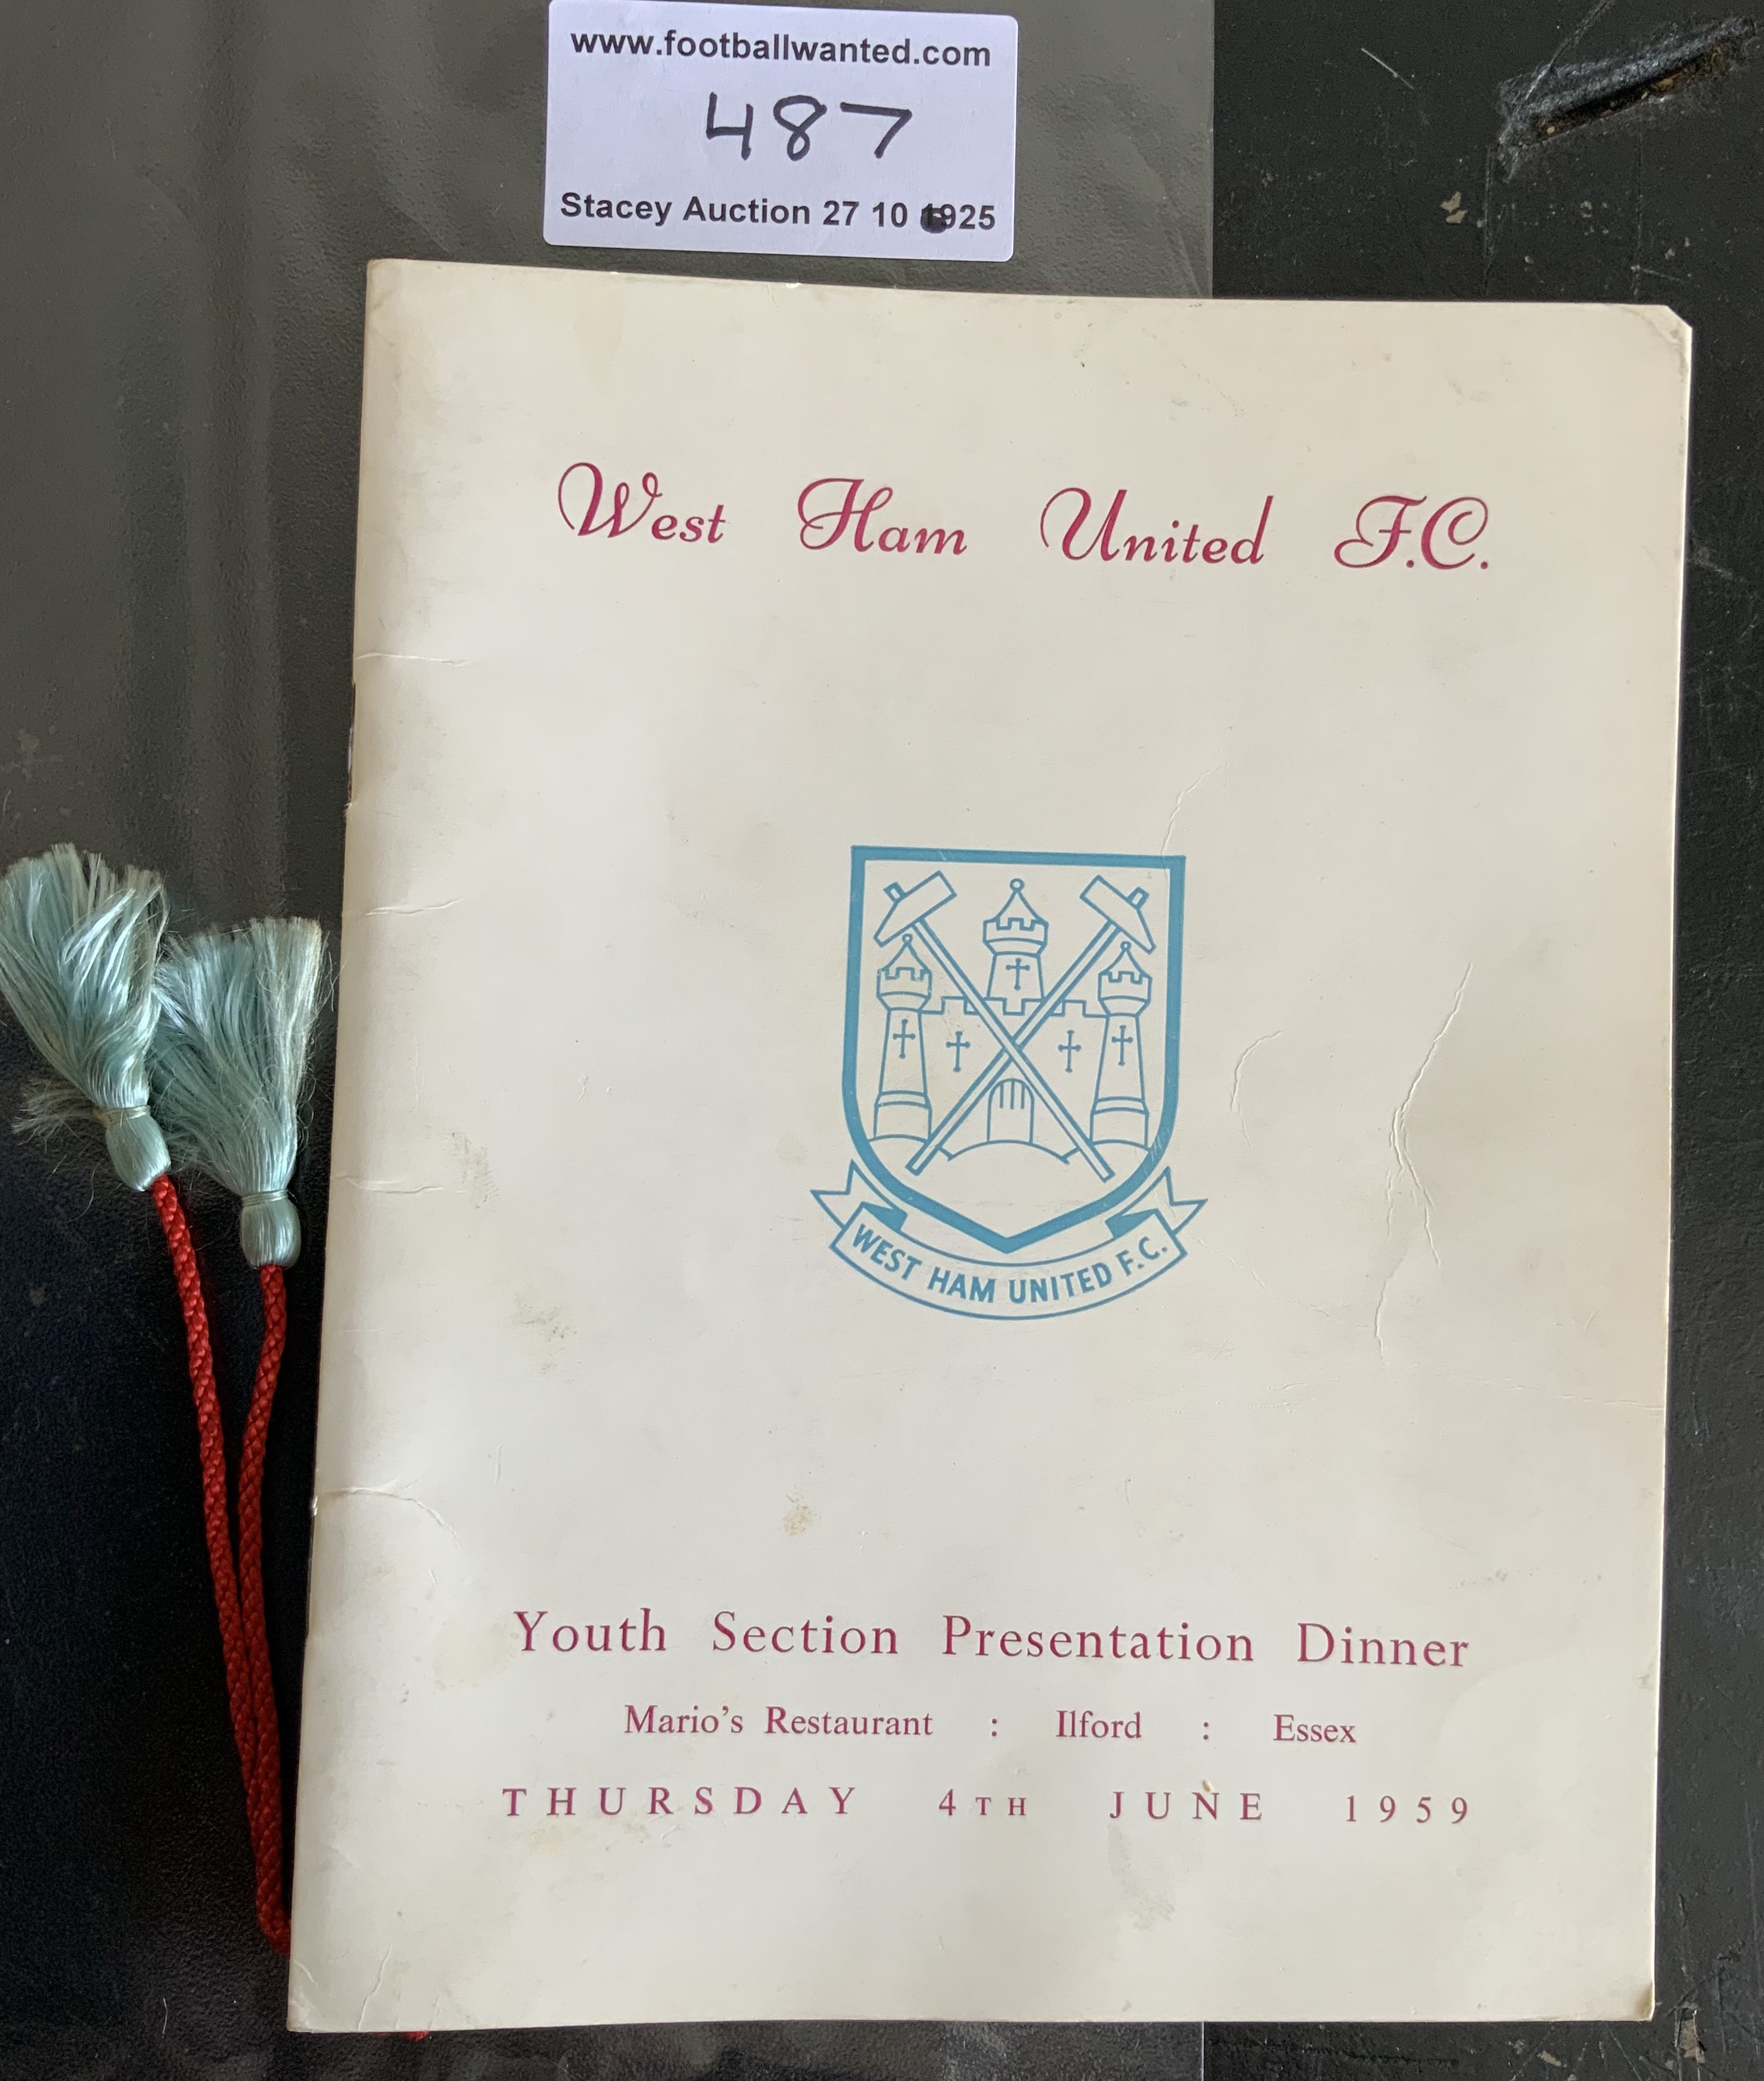 www.footballwanted.com
487
Stacey Auction 27 10 1925
West Ham United F.C.
WEST HAM UNITED F.C.
Youth Section Presentation Dinner
Mario's Restaurant : Ilford : Essex
THURSDAY 4TH JUNE 1959